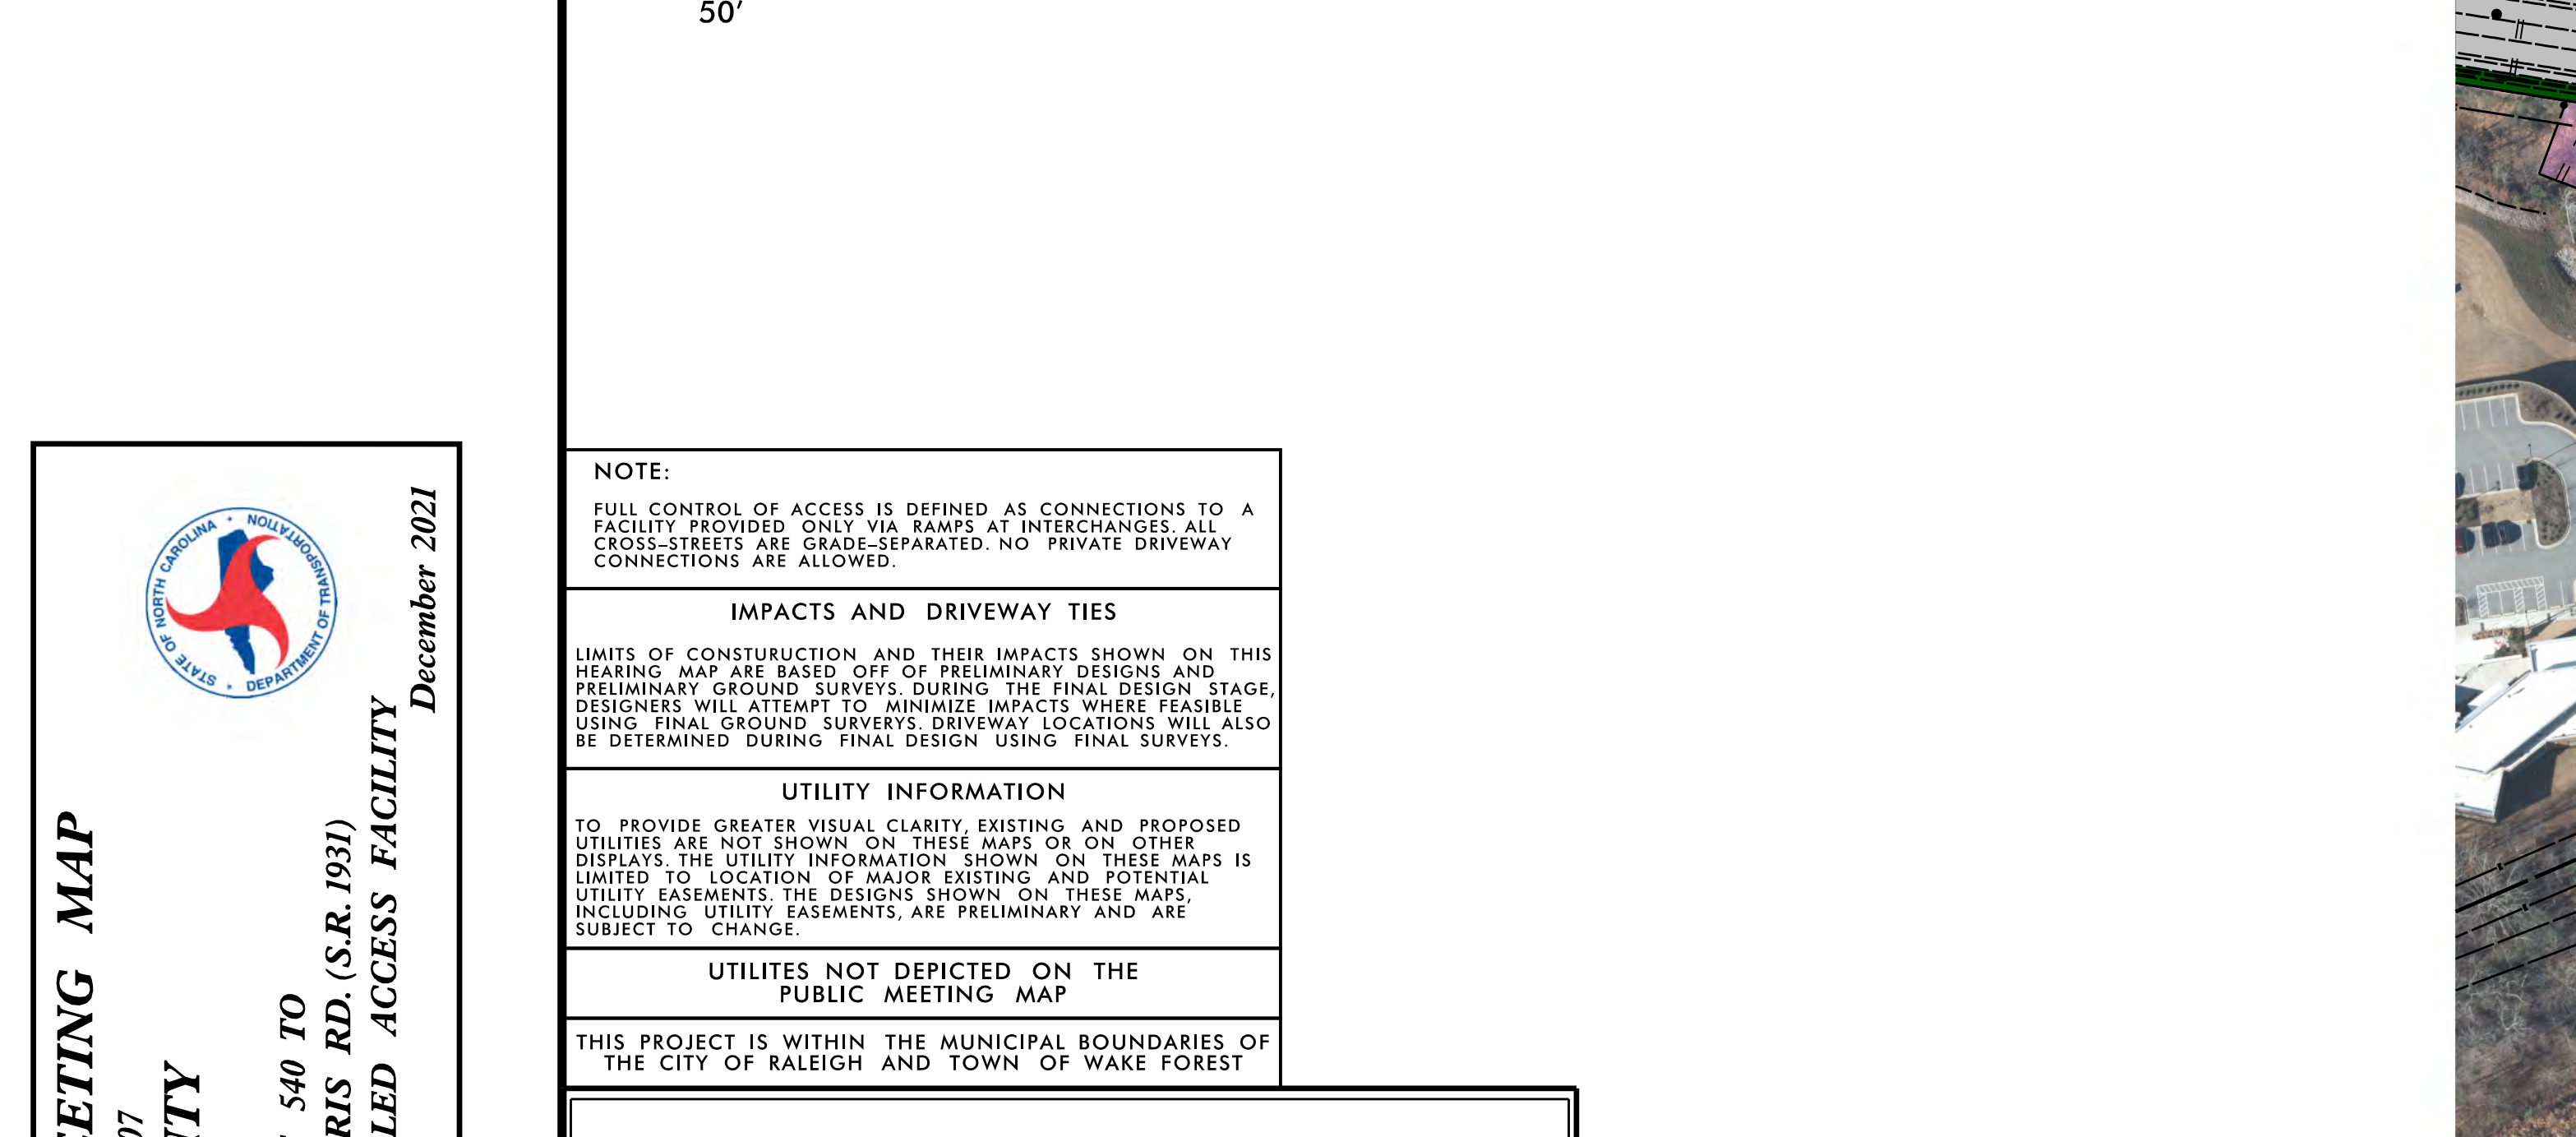 50'
EETING MAP
07
540 TO
RIS RD. (S.R. 1931)
LED ACCESS FACILITY
December 2021
STATE OF NORTH CAROLINA • DEPARTMENT OF TRANSPORTATION •
NOTE:
FULL CONTROL OF ACCESS IS DEFINED AS CONNECTIONS TO A
FACILITY PROVIDED ONLY VIA RAMPS AT INTERCHANGES. ALL
CROSS-STREETS ARE GRADE-SEPARATED. NO PRIVATE DRIVEWAY
CONNECTIONS ARE ALLOWED.
IMPACTS AND DRIVEWAY TIES
LIMITS OF CONSTURUCTION AND THEIR IMPACTS SHOWN ON THIS
HEARING MAP ARE BASED OFF OF PRELIMINARY DESIGNS AND
PRELIMINARY GROUND SURVEYS. DURING THE FINAL DESIGN STAGE,
DESIGNERS WILL ATTEMPT TO MINIMIZE IMPACTS WHERE FEASIBLE
USING FINAL GROUND SURVERYS. DRIVEWAY LOCATIONS WILL ALSO
BE DETERMINED DURING FINAL DESIGN USING FINAL SURVEYS.
UTILITY INFORMATION
TO PROVIDE GREATER VISUAL CLARITY, EXISTING AND PROPOSED
UTILITIES ARE NOT SHOWN ON THESE MAPS OR ON OTHER
DISPLAYS. THE UTILITY INFORMATION SHOWN ON THESE MAPS IS
LIMITED TO LOCATION OF MAJOR EXISTING AND POTENTIAL
UTILITY EASEMENTS. THE DESIGNS SHOWN ON THESE MAPS,
INCLUDING UTILITY EASEMENTS, ARE PRELIMINARY AND ARE
SUBJECT TO CHANGE.
UTILITES NOT DEPICTED ON THE
PUBLIC MEETING MAP
THIS PROJECT IS WITHIN THE MUNICIPAL BOUNDARIES OF
THE CITY OF RALEIGH AND TOWN OF WAKE FOREST